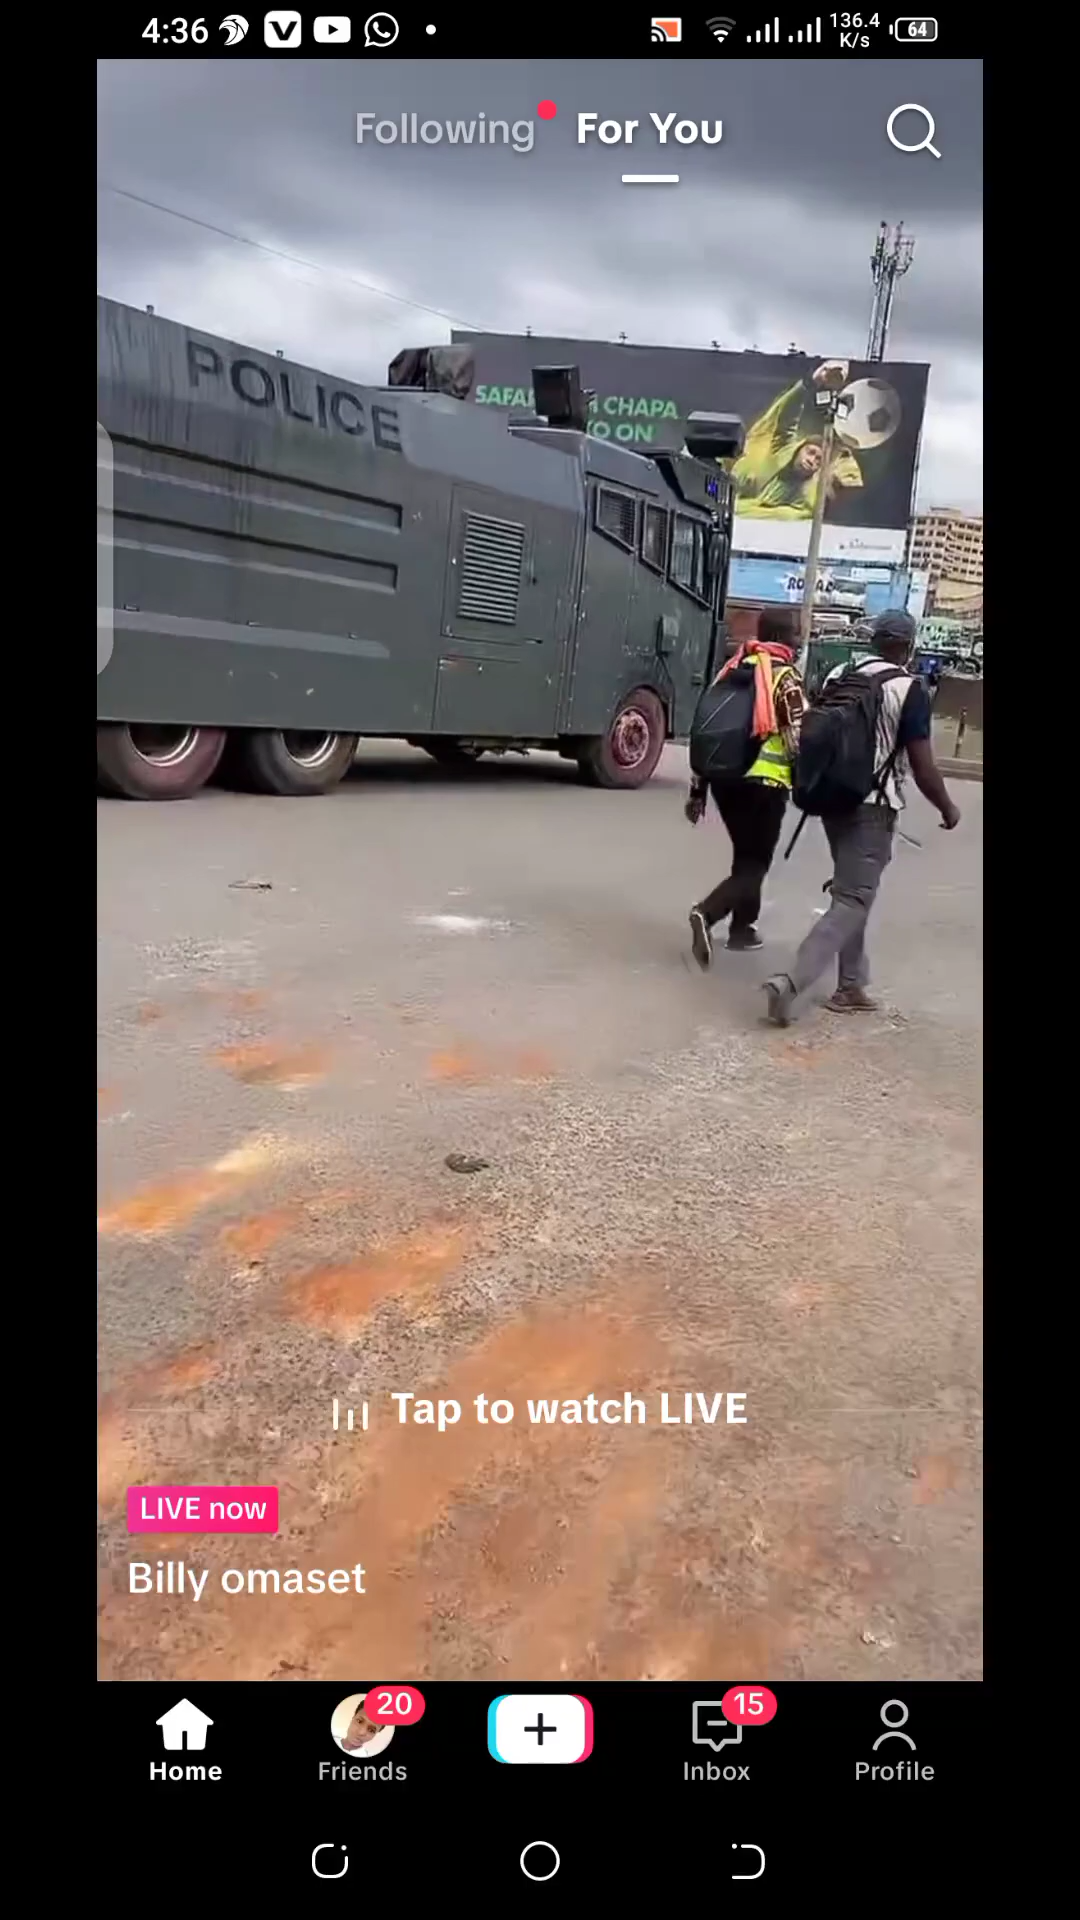 4:36
136.4
K/s
64
Following
For You
POLICE
CHAPA
O ON
Tap to watch LIVE
LIVE now
Billy omaset
20
15
Home
Friends
Inbox
Profile